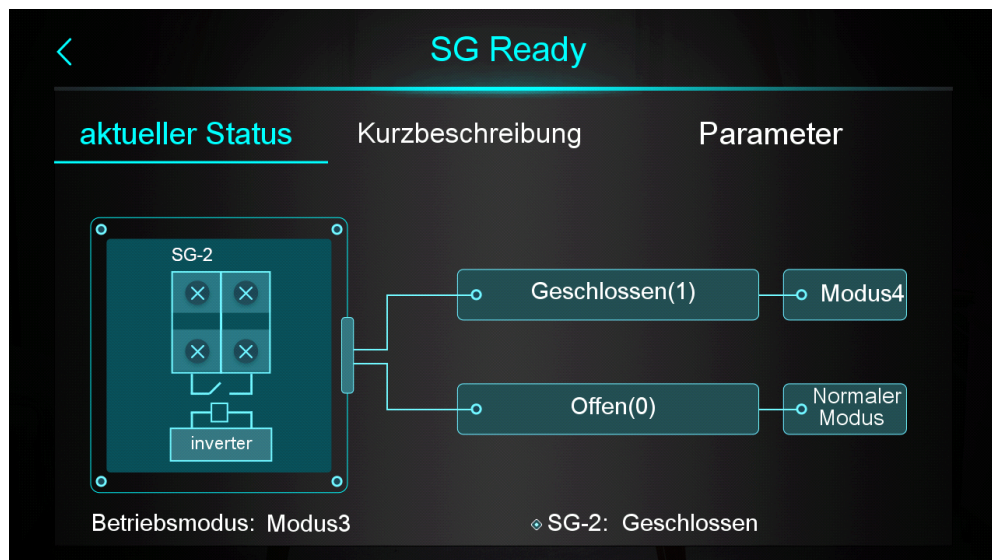 SG Ready
aktueller Status Kurzbeschreibung Parameter
SG-2
Geschlossen(1) Modus4
Offen(0) Normaler
Modus
inverter
Betriebsmodus: Modus3 SG-2: Geschlossen